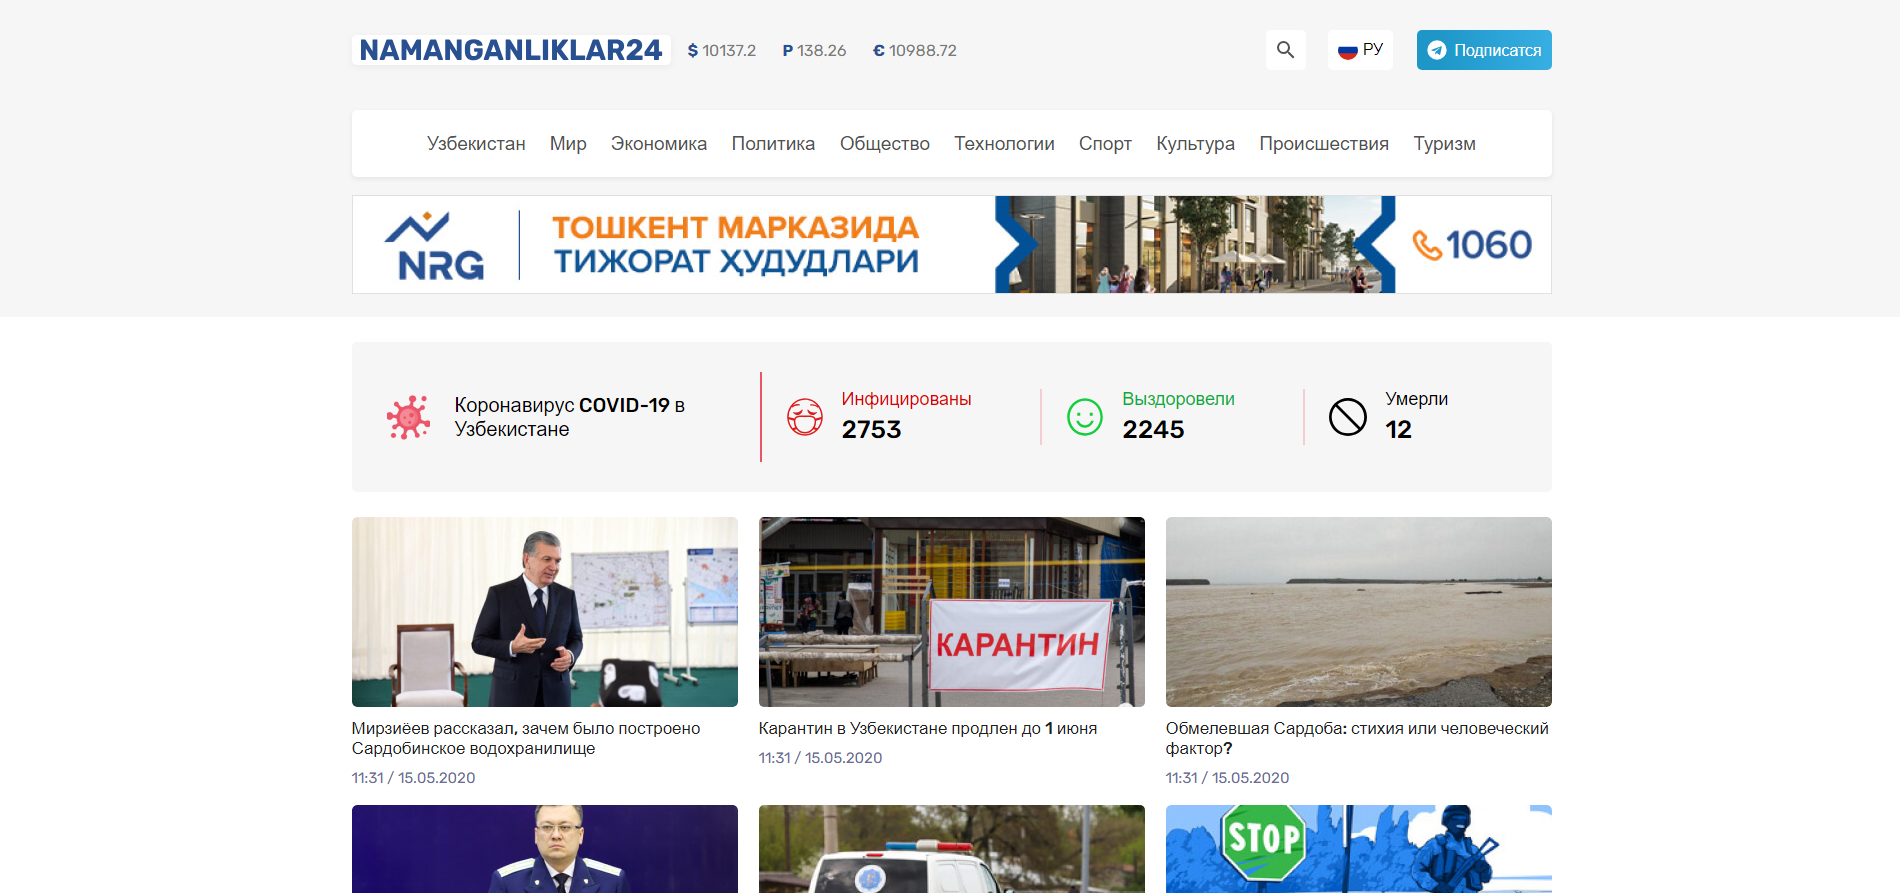 NAMANGANLIKLAR24
$ 10137.2
P 138.26
€ 10988.72
РУ
Подписатся
Узбекистан Мир Экономика Политика Общество Технологии Спорт Культура Происшествия Туризм
NRG
ТОШКЕНТ МАРКАЗИДА
ТИЖОРАТ ҲУДУДЛАРИ
1060
Коронавирус COVID-19 в
Узбекистане
Инфицированы
2753
Выздоровели
2245
Умерли
12
КАРАНТИН
Мирзиёев рассказал, зачем было построено
Сардобинское водохранилище
11:31 / 15.05.2020
Карантин в Узбекистане продлен до 1 июня
11:31 / 15.05.2020
Обмелевшая Сардоба: стихия или человеческий
фактор?
11:31 / 15.05.2020
STOP